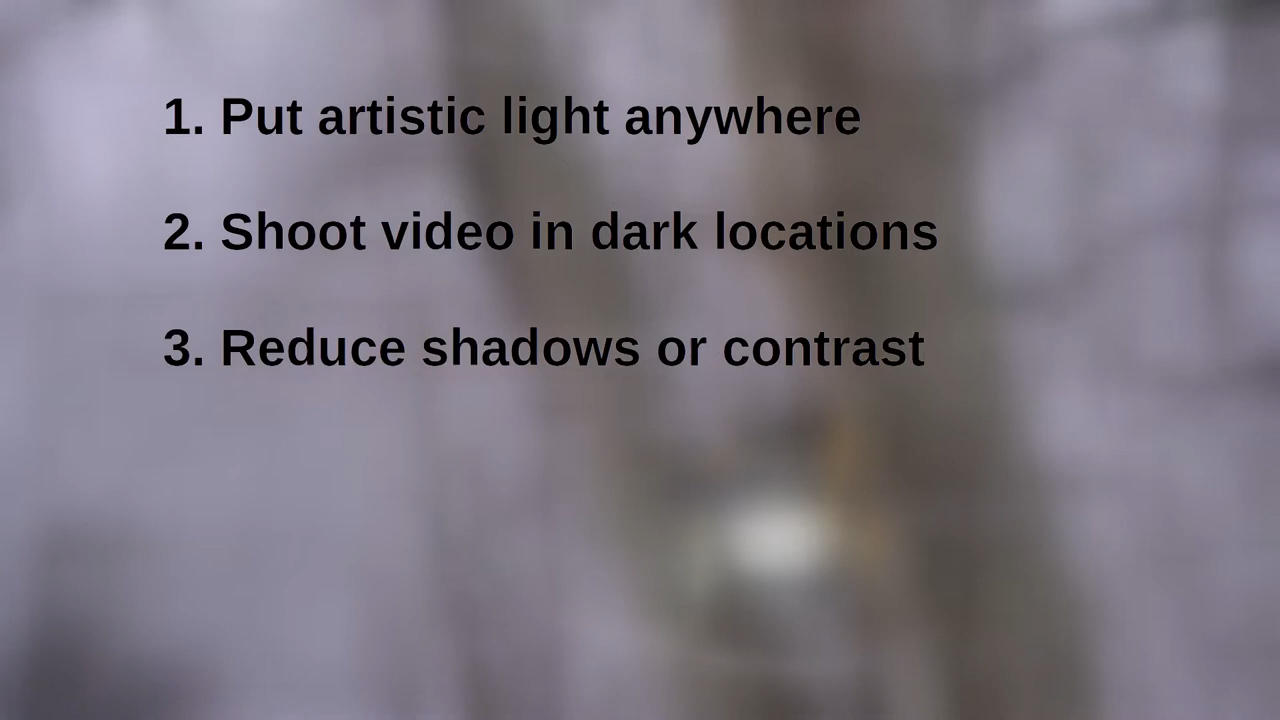 1. Put artistic light anywhere
2. Shoot video in dark locations
3. Reduce shadows or contrast